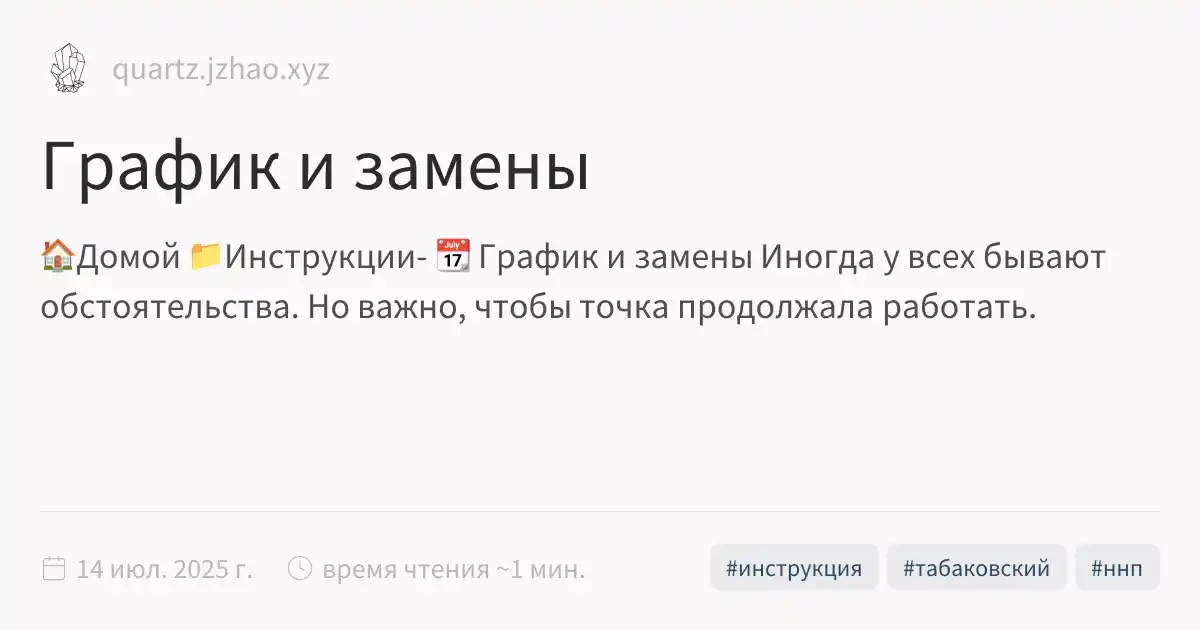 quartz.jzhao.xyz
График и замены
🏠Домой 📁Инструкции- 📅 График и замены Иногда у всех бывают
обстоятельства. Но важно, чтобы точка продолжала работать.
14 июл. 2025 г. время чтения ~1 мин. #инструкция #табаковский #ннп